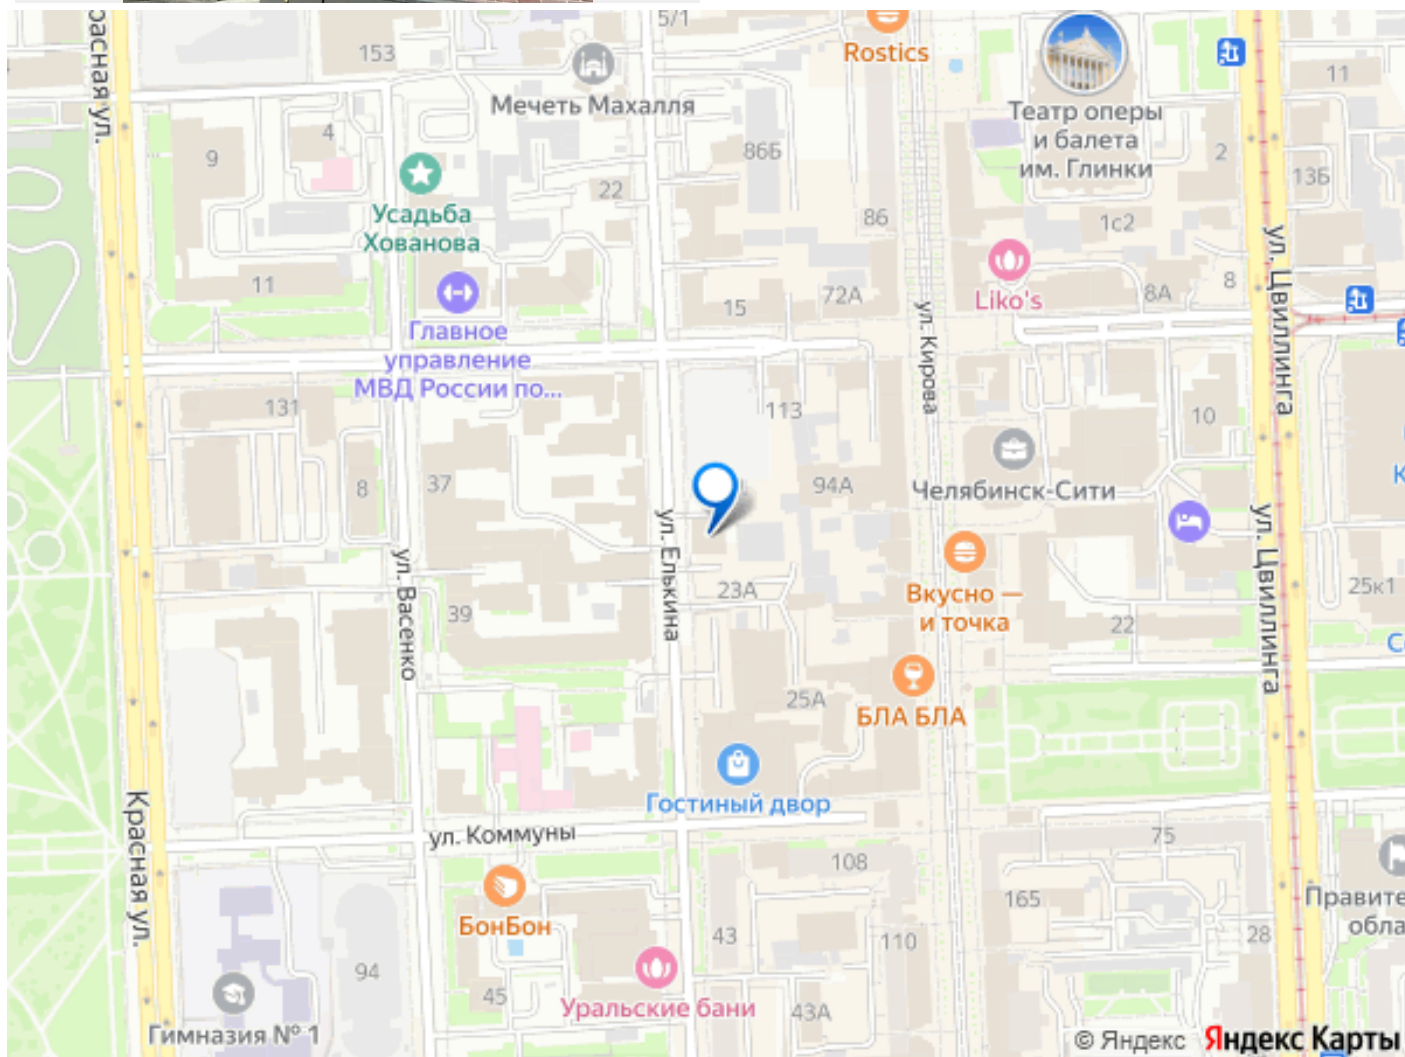 5/1
Rostics
153
Мечеть Махалля
Театр оперы
и балета
им. Глинки
11
расная ул.
4
9
86Б
2
13Б
22
Усадьба
Хованова
86
1с2
11
Liko's
8А
8
72А
15
ул. Цвиллинга
Главное
управление
МВД России по...
ул. Кирова
131
113
10
37
8
94А
Челябинск-Сити
К
ул. Елькина
ул. Цвиллинга
ул. Васенко
23А
Вкусно —
и точка
25к1
39
22
С
25А
БЛА БЛА
Гостиный двор
Красная ул.
ул. Коммуны
75
108
165
Правите
обла
БонБон
43
110
28
94
45
Уральские бани
43А
Гимназия № 1
© Яндекс Яндекс Карты